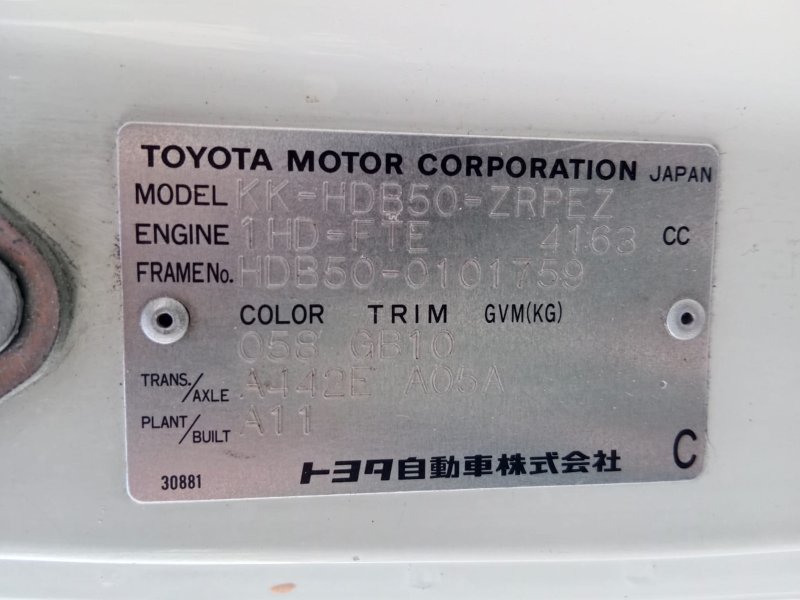 TOYOTA MOTOR CORPORATION JAPAN
MODEL KK-HDB50-ZRPEZ
ENGINE 1HD-FTE 4163 CC
FRAME No. HDB50-0101759
COLOR TRIM GVM(KG)
058 GB10
TRANS./AXLE A442E A05A
PLANT/BUILT A11
30881 トヨタ自動車株式会社 C